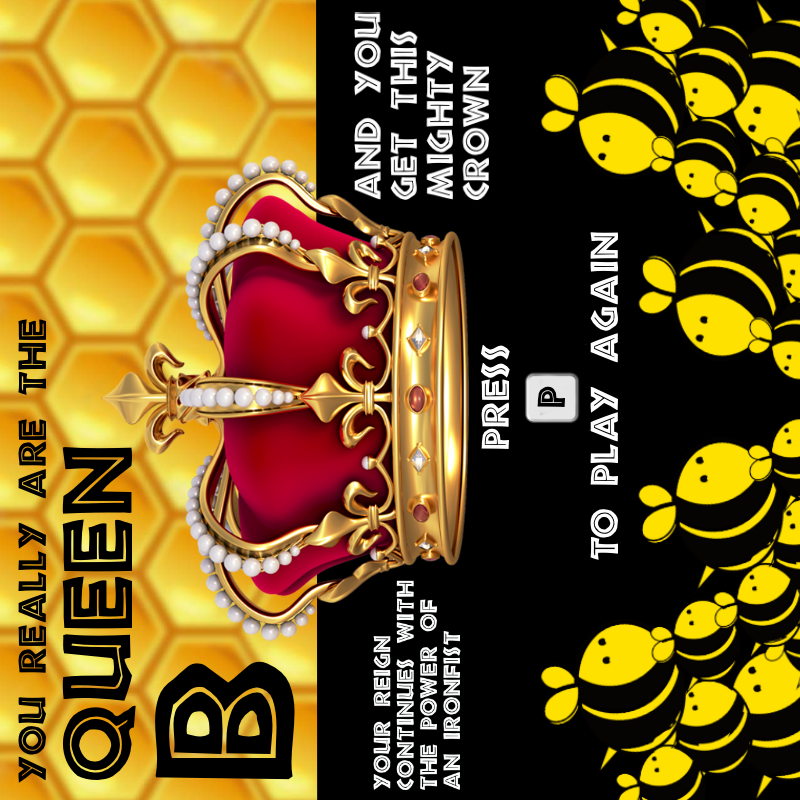 YOU REALLY ARE THE
QUEEN
B
YOUR REIGN
CONTINUES WITH
THE POWER OF
AN IRONFIST
AND YOU
GET THIS
MIGHTY
CROWN
PRESS
P
TO PLAY AGAIN